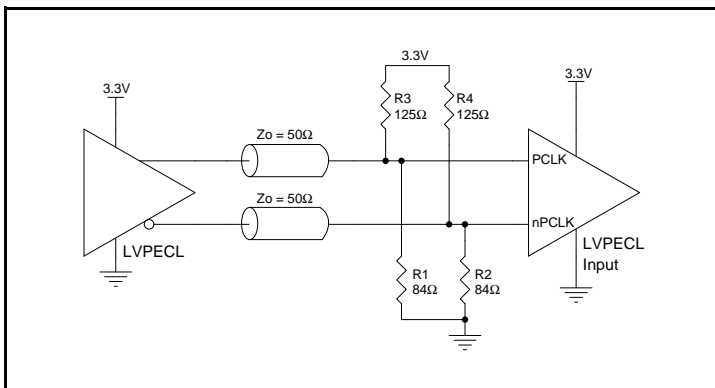 3.3V
3.3V
3.3V
R3
125Ω
R4
125Ω
Zo = 50Ω
PCLK
Zo = 50Ω
nPCLK
LVPECL
LVPECL
Input
R1
84Ω
R2
84Ω